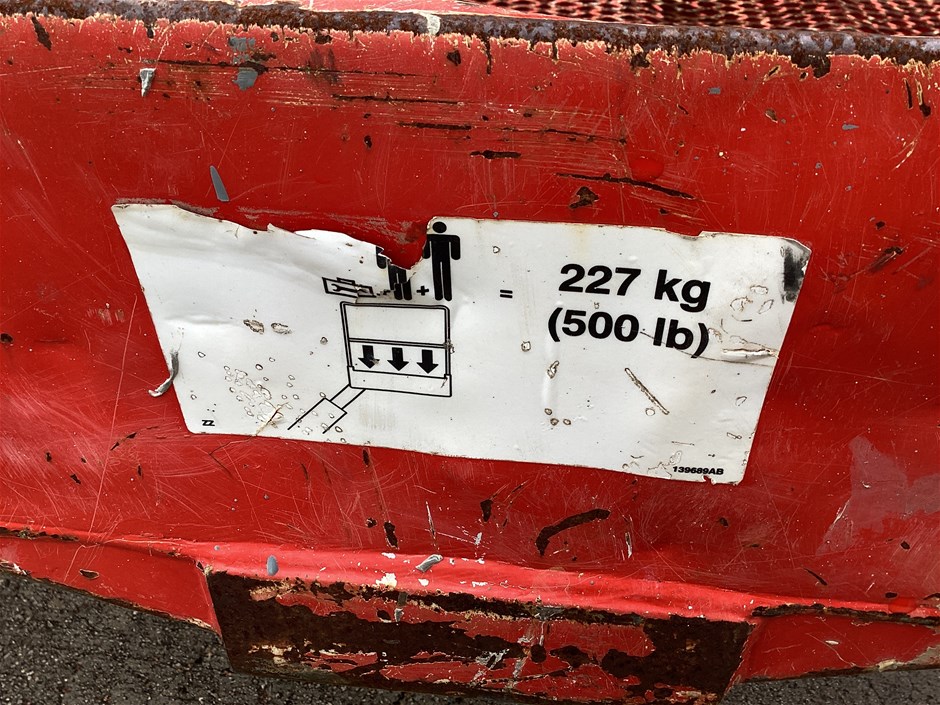 + = 227 kg
(500 lb)
ZZ
139689AB